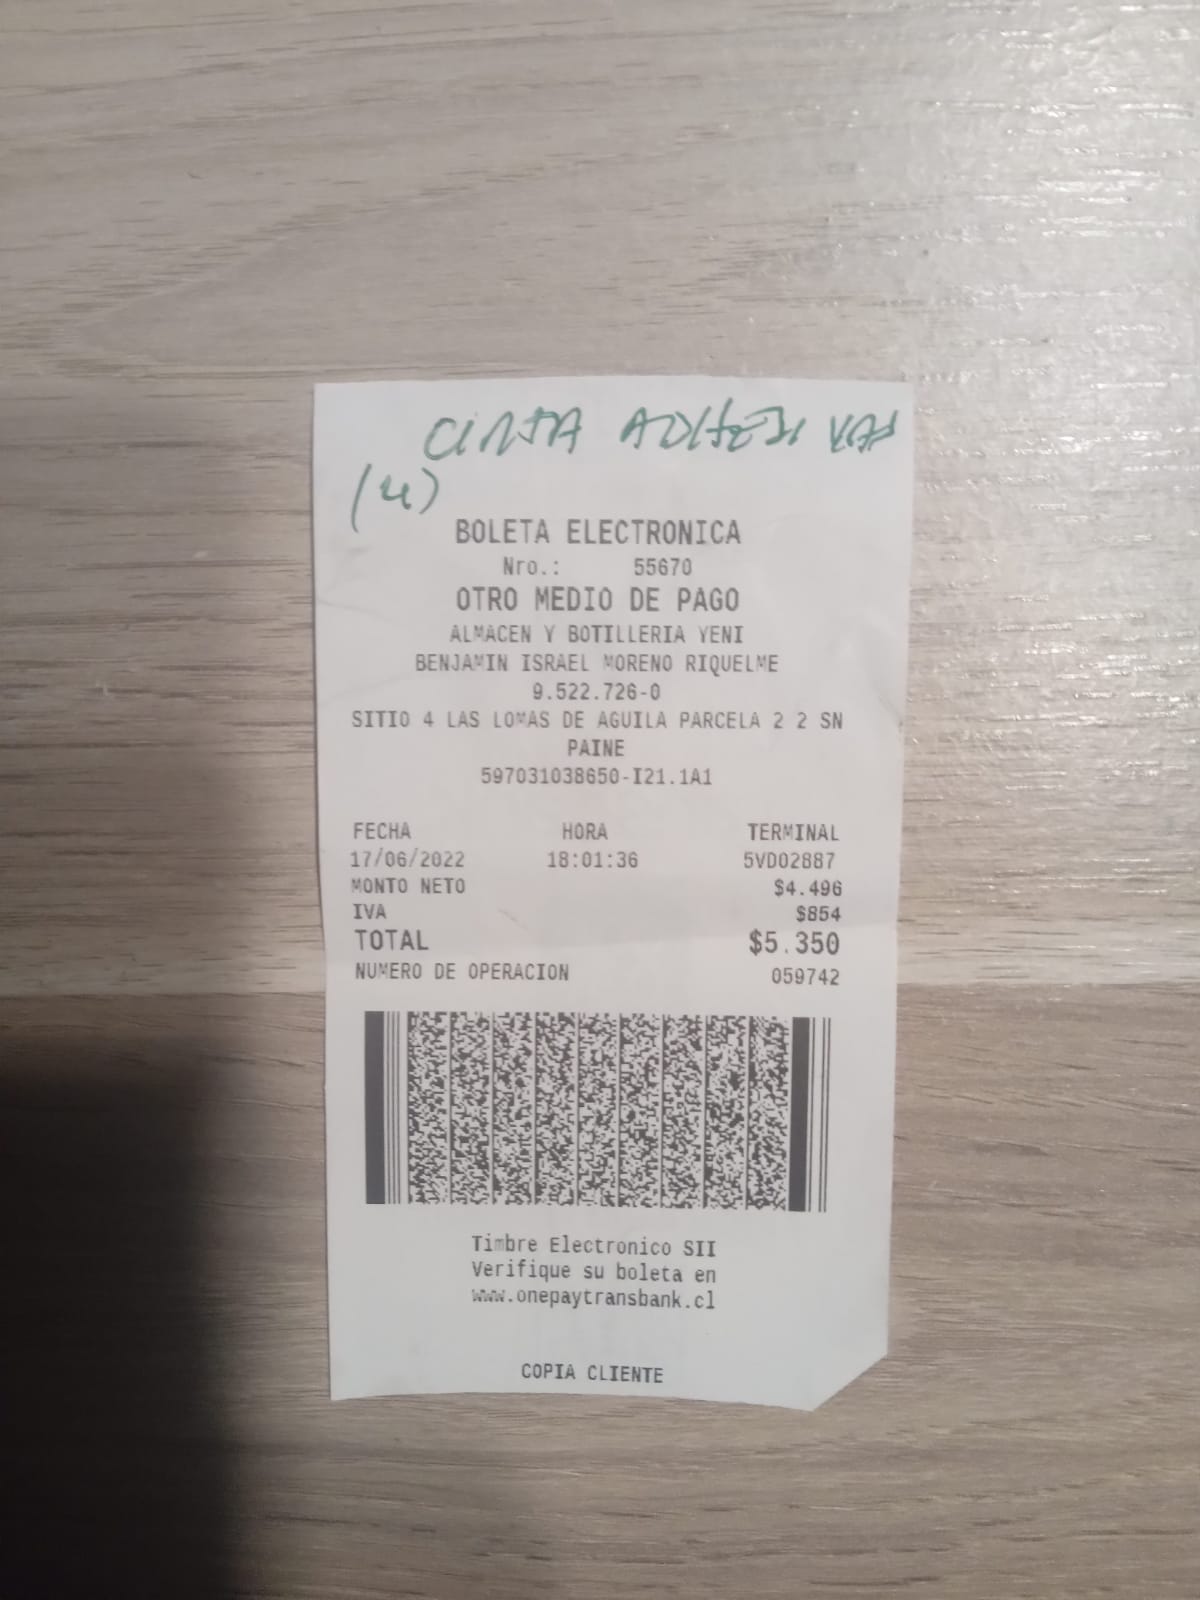 CINTA ADHESIVAS
(4)
BOLETA ELECTRONICA
Nro.: 55670
OTRO MEDIO DE PAGO
ALMACEN Y BOTILLERIA YENI
BENJAMIN ISRAEL MORENO RIQUELME
9.522.726-0
SITIO 4 LAS LOMAS DE AGUILA PARCELA 2 2 SN
PAINE
597031038650-I21.1A1
FECHA HORA TERMINAL
17/06/2022 18:01:36 5VD02887
MONTO NETO $4.496
IVA $854
TOTAL $5.350
NUMERO DE OPERACION 059742
Timbre Electronico SII
Verifique su boleta en
www.onepaytransbank.cl
COPIA CLIENTE